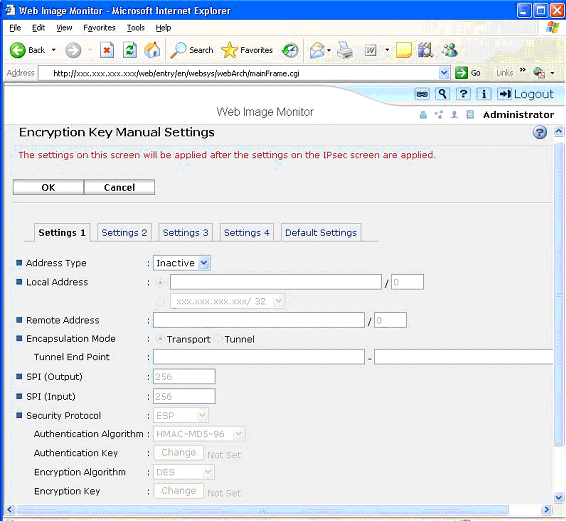 Web Image Monitor - Microsoft Internet Explorer
File Edit View Favorites Tools Help
Back Search Favorites
Address http://xxx.xxx.xxx.xxx/web/entry/en/websys/webArch/mainFrame.cgi Go Links »
Logout
Web Image Monitor
Administrator
Encryption Key Manual Settings
The settings on this screen will be applied after the settings on the IPsec screen are applied.
OK Cancel
Settings 1 Settings 2 Settings 3 Settings 4 Default Settings
Address Type : Inactive
Local Address : / 0
xxx.xxx.xxx.xxx/ 32
Remote Address : / 0
Encapsulation Mode : Transport Tunnel
Tunnel End Point : -
SPI (Output) : 256
SPI (Input) : 256
Security Protocol : ESP
Authentication Algorithm : HMAC-MD5-96
Authentication Key : Change Not Set
Encryption Algorithm : DES
Encryption Key : Change Not Set